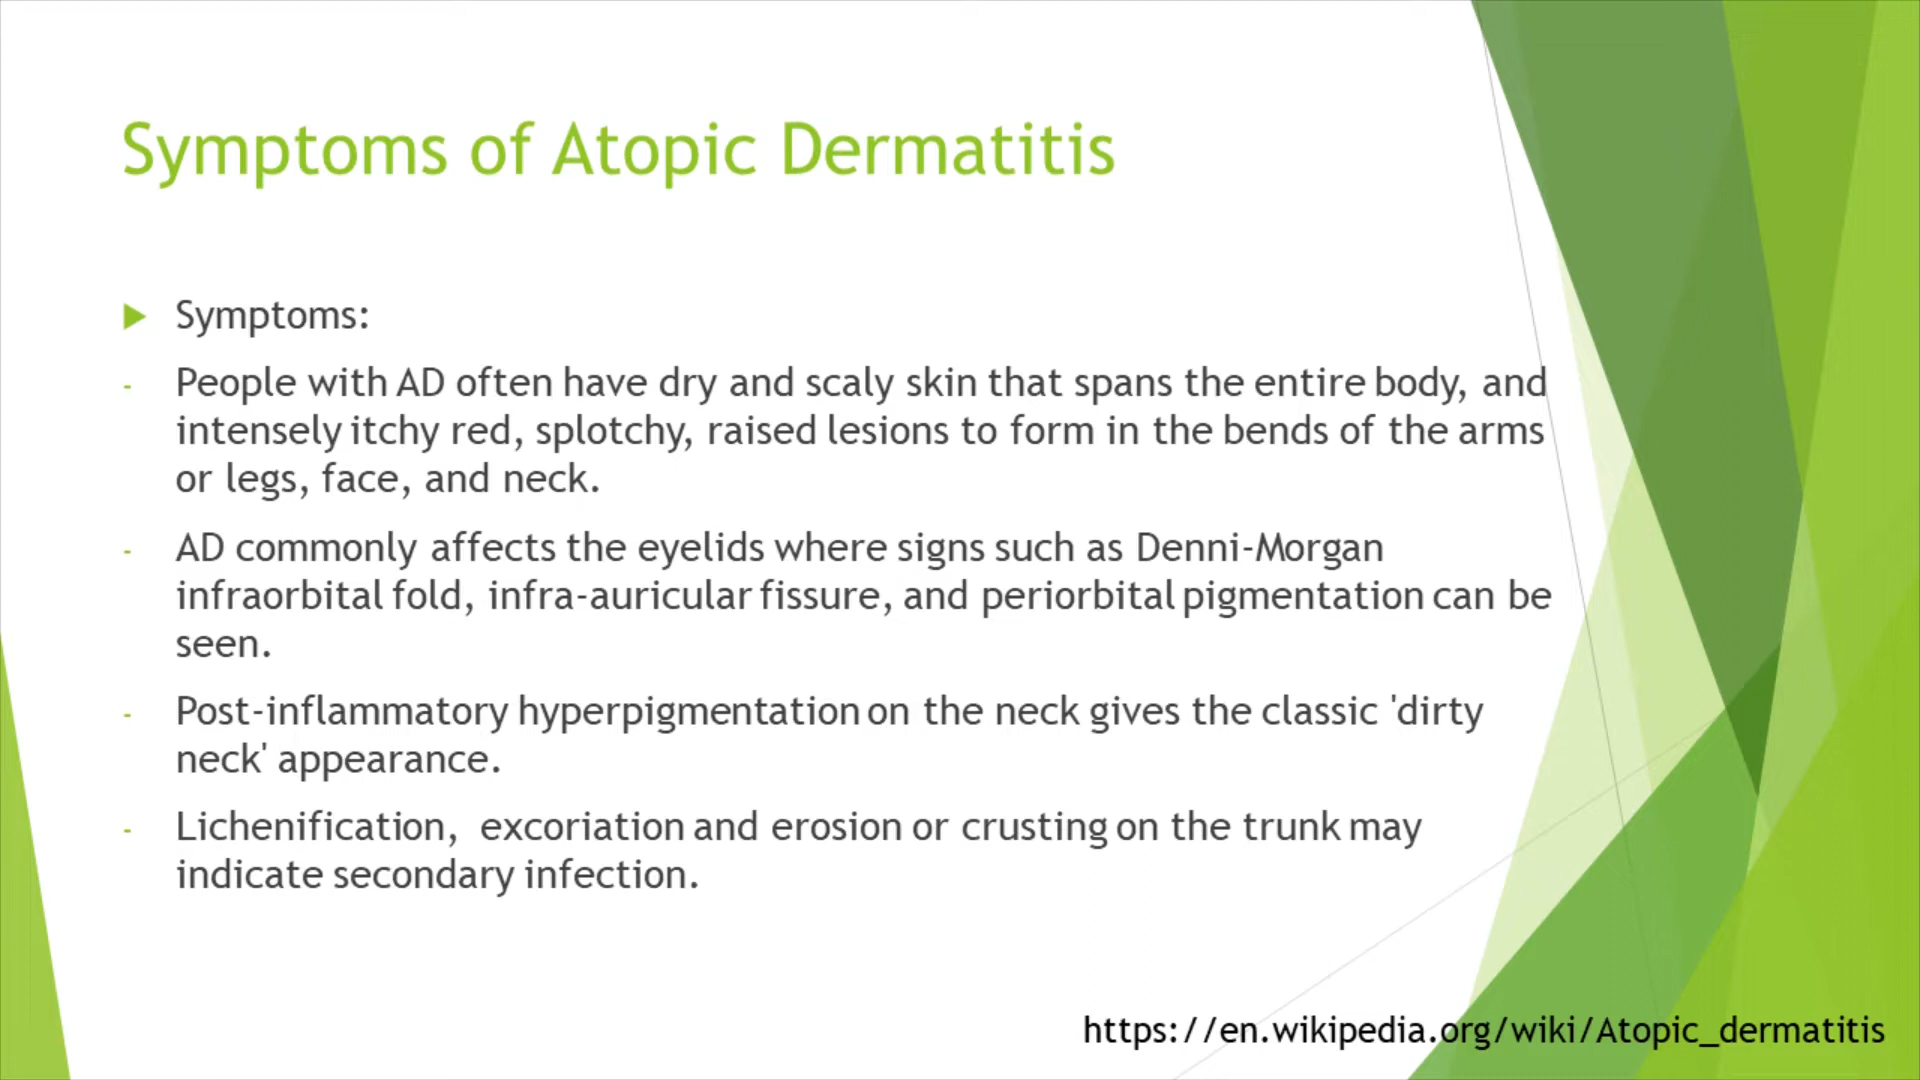 Symptoms of Atopic Dermatitis
Symptoms:
- People with AD often have dry and scaly skin that spans the entire body, and
intensely itchy red, splotchy, raised lesions to form in the bends of the arms
or legs, face, and neck.
- AD commonly affects the eyelids where signs such as Denni-Morgan
infraorbital fold, infra-auricular fissure, and periorbital pigmentation can be
seen.
- Post-inflammatory hyperpigmentation on the neck gives the classic 'dirty
neck' appearance.
- Lichenification, excoriation and erosion or crusting on the trunk may
indicate secondary infection.
https://en.wikipedia.org/wiki/Atopic_dermatitis